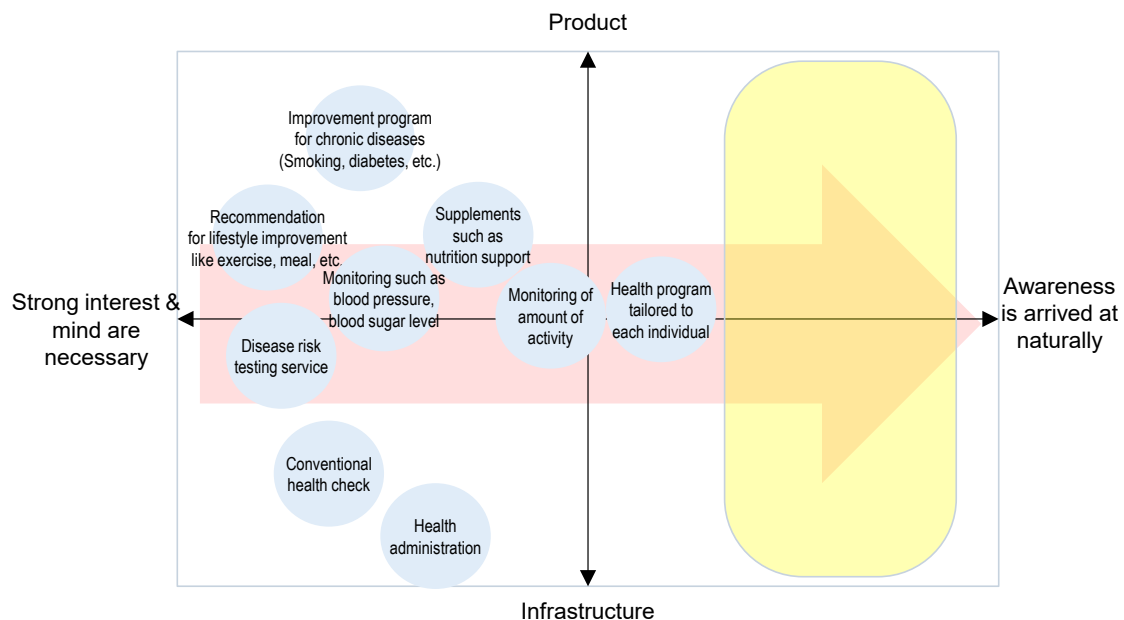 Product
Improvement program
for chronic diseases
(Smoking, diabetes, etc.)
Recommendation
for lifestyle improvement
like exercise, meal, etc.
Supplements
such as
nutrition support
Monitoring such as
blood pressure,
blood sugar level
Monitoring of
amount of
activity
Health program
tailored to
each individual
Strong interest &
mind are
necessary
Awareness
is arrived at
naturally
Disease risk
testing service
Conventional
health check
Health
administration
Infrastructure